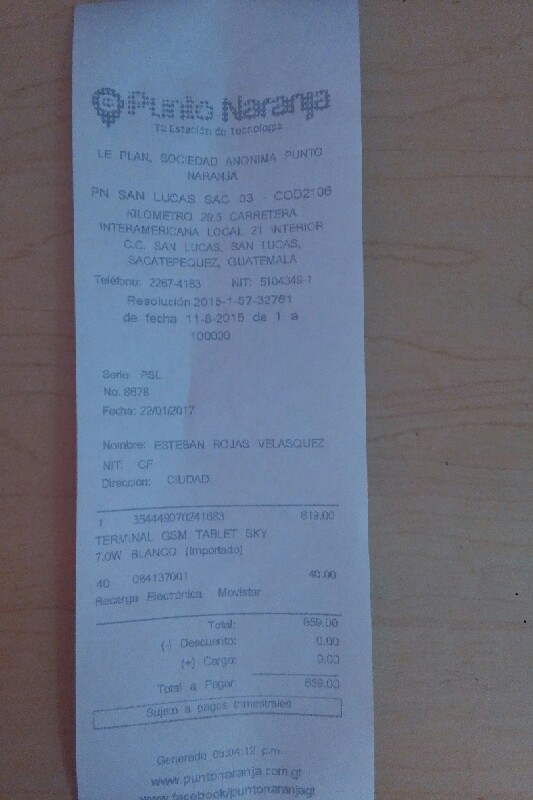 Punto Naranja
Tu Estación de Tecnología
LE PLAN, SOCIEDAD ANONIMA PUNTO
NARANJA
PN SAN LUCAS SAC 03 - COD2106
KILOMETRO 29.5 CARRETERA
INTERAMERICANA LOCAL 21 INTERIOR
C.C. SAN LUCAS, SAN LUCAS,
SACATEPEQUEZ, GUATEMALA
Teléfono: 2267-4183 NIT: 5104349-1
Resolución 2015-1-57-32761
de fecha 11-8-2015 de 1 a
100000
Serie: PSL
No. 8678
Fecha: 22/01/2017
Nombre: ESTEBAN ROJAS VELASQUEZ
NIT: CF
Direccion: CIUDAD
1 354449070241683 819.00
TERMINAL GSM TABLET SKY
7.0W BLANCO (Importado)
40 084137001 40.00
Recarga Electrónica Movistar
Total: 859.00
(-) Descuento: 0.00
(+) Cargo: 0.00
Total a Pagar: 859.00
Sujeto a pagos trimestrales
Generado 05:04:12 p.m.
www.puntonaranja.com.gt
www.facebook/puntonaranjagt